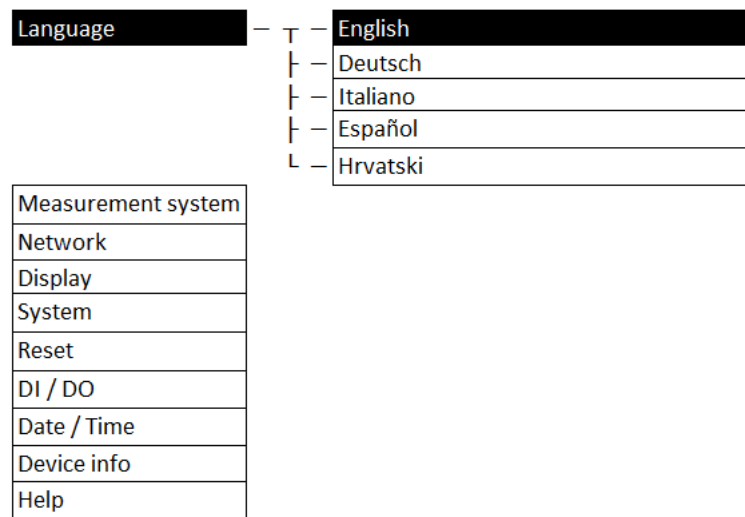 Language
English
Deutsch
Italiano
Español
Hrvatski
Measurement system
Network
Display
System
Reset
DI / DO
Date / Time
Device info
Help